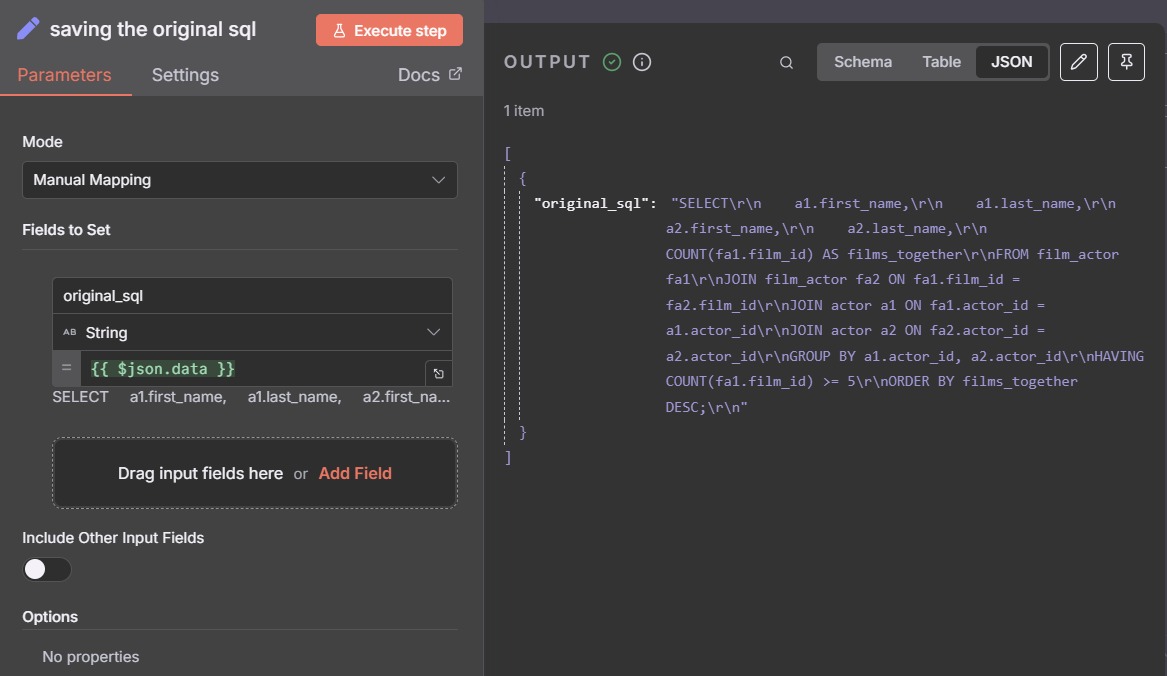 saving the original sql
Execute step
Parameters
Settings
Docs
Mode
Manual Mapping
Fields to Set
original_sql
AB String
= {{ $json.data }}
SELECT a1.first_name, a1.last_name, a2.first_na...
Drag input fields here or Add Field
Include Other Input Fields
Options
No properties
OUTPUT
Schema
Table
JSON
1 item
[
{
"original_sql": "SELECT\r\n    a1.first_name,\r\n    a1.last_name,\r\n
a2.first_name,\r\n    a2.last_name,\r\n
COUNT(fa1.film_id) AS films_together\r\nFROM film_actor
fa1\r\nJOIN film_actor fa2 ON fa1.film_id =
fa2.film_id\r\nJOIN actor a1 ON fa1.actor_id =
a1.actor_id\r\nJOIN actor a2 ON fa2.actor_id =
a2.actor_id\r\nGROUP BY a1.actor_id, a2.actor_id\r\nHAVING
COUNT(fa1.film_id) >= 5\r\nORDER BY films_together
DESC;\r\n"
}
]